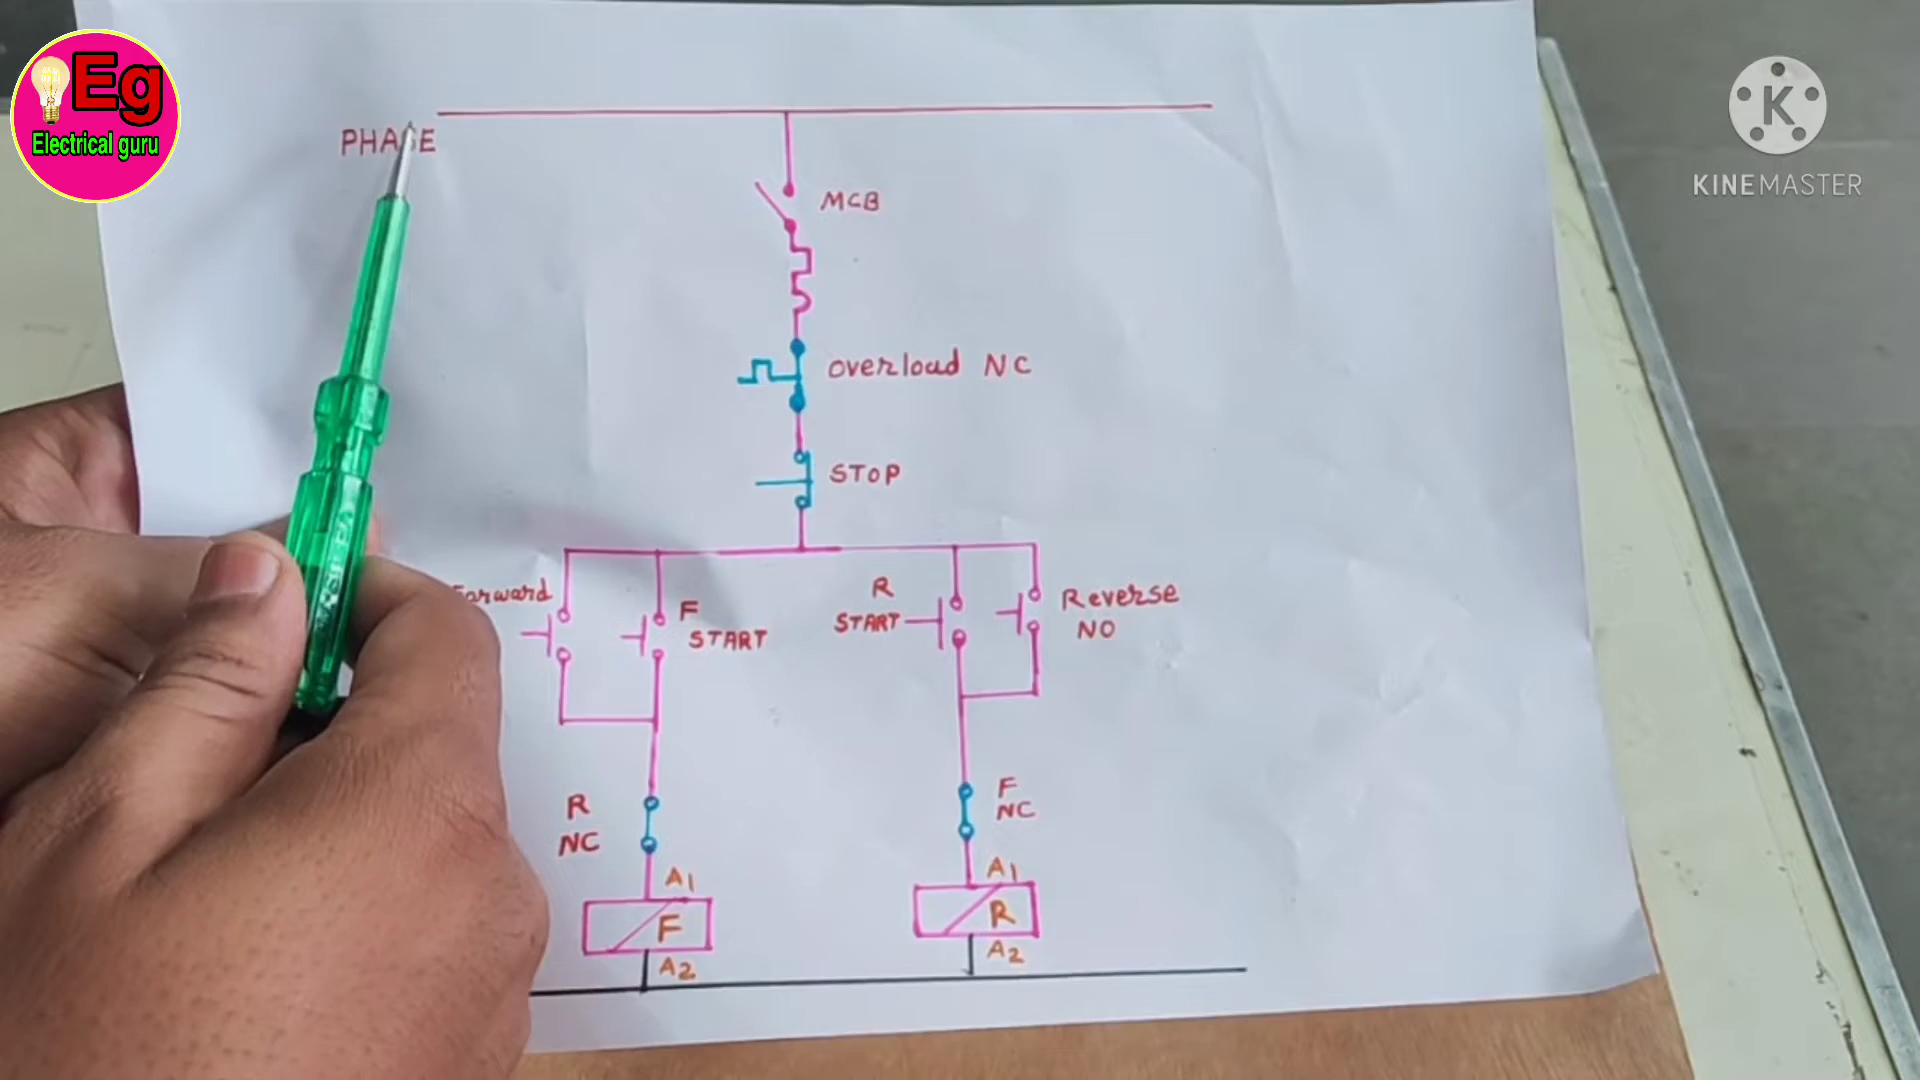 Eg
Electrical guru
KINEMASTER
PHASE
MCB
overload NC
STOP
Forward
F
START
R
START
Reverse
NO
R
NC
F
NC
A1
F
A2
A1
R
A2